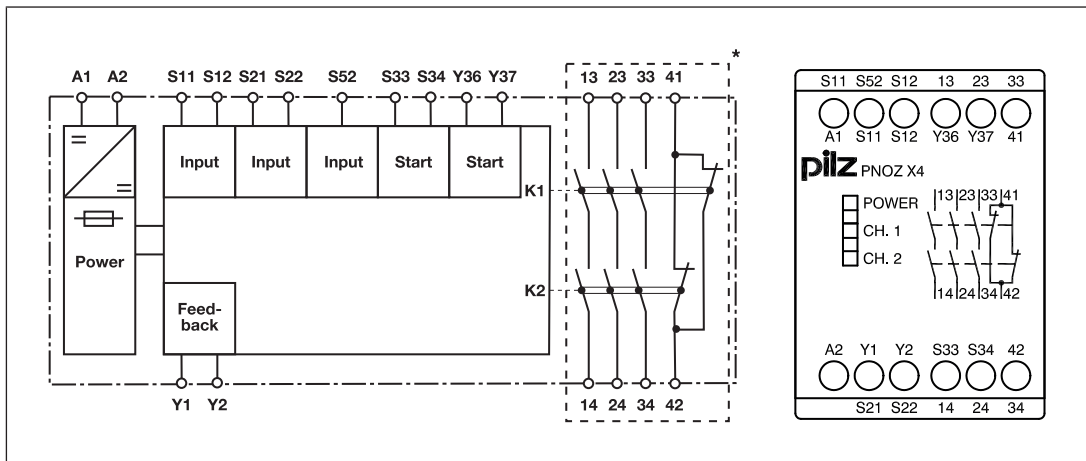 *
A1 A2 S11 S12 S21 S22 S52 S33 S34 Y36 Y37 13 23 33 41
Input Input Input Start Start
K1
Power
K2
Feed-
back
Y1 Y2 14 24 34 42
S11 S52 S12 13 23 33
A1 S11 S12 Y36 Y37 41
pilz PNOZ X4
POWER
CH. 1
CH. 2
13 23 33 41
14 24 34 42
A2 Y1 Y2 S33 S34 42
S21 S22 14 24 34